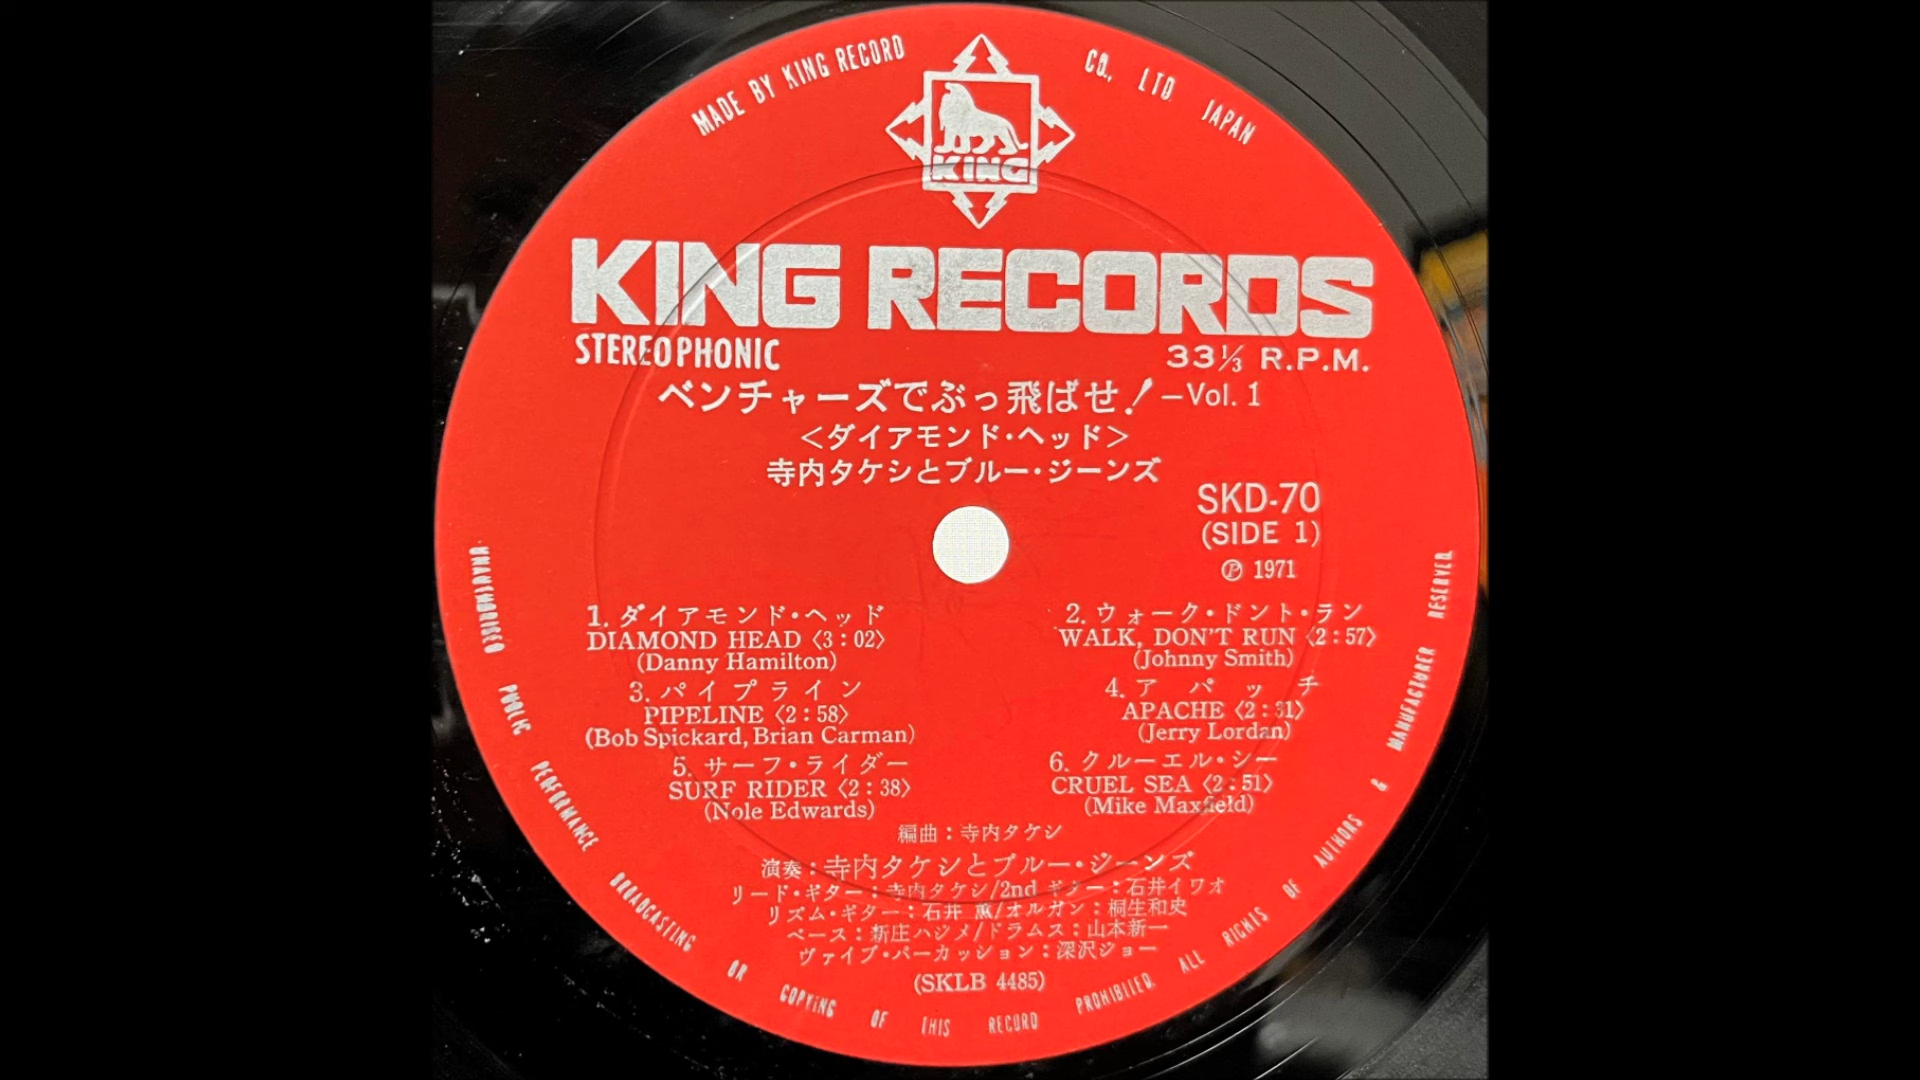 MADE BY KING RECORD CO., LTD. JAPAN
KING
KING RECORDS
STEREOPHONIC
33⅓ R.P.M.
ベンチャーズでぶっ飛ばせ!−Vol. 1
<ダイアモンド・ヘッド>
寺内タケシとブルー・ジーンズ
SKD-70
(SIDE 1)
Ⓟ 1971
1. ダイアモンド・ヘッド
DIAMOND HEAD 〈3:02〉
(Danny Hamilton)
2. ウォーク・ドント・ラン
WALK, DON'T RUN 〈2:57〉
(Johnny Smith)
3. パイプライン
PIPELINE 〈2:58〉
(Bob Spickard, Brian Carman)
4. アパッチ
APACHE 〈2:31〉
(Jerry Lordan)
5. サーフ・ライダー
SURF RIDER 〈2:38〉
(Nole Edwards)
6. クルーエル・シー
CRUEL SEA 〈2:51〉
(Mike Maxfield)
編曲:寺内タケシ
演奏:寺内タケシとブルー・ジーンズ
リード・ギター:寺内タケシ/2nd ギター:石井イワオ
リズム・ギター:石井 薫/オルガン:桐生和史
ベース:新庄ハジメ/ドラムス:山本新一
ヴァイブ・パーカッション:深沢ジョー
(SKLB 4485)
UNAUTHORISED PUBLIC PERFORMANCE BROADCASTING OR COPYING OF THIS RECORD PROHIBITED. ALL RIGHTS OF AUTHORS & MANUFACTURER RESERVED.